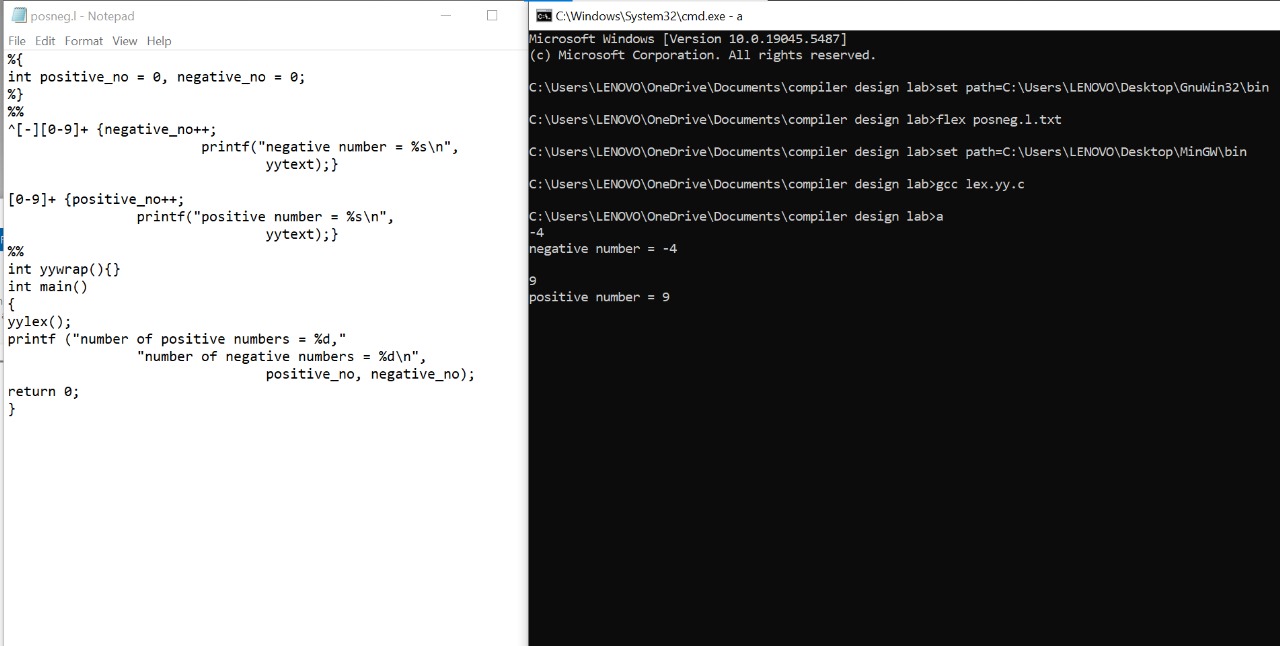 posneg.l - Notepad
File Edit Format View Help
%{
int positive_no = 0, negative_no = 0;
%}
%%
^[-][0-9]+ {negative_no++;
printf("negative number = %s\n",
yytext);}
[0-9]+ {positive_no++;
printf("positive number = %s\n",
yytext);}
%%
int yywrap(){}
int main()
{
yylex();
printf ("number of positive numbers = %d,"
"number of negative numbers = %d\n",
positive_no, negative_no);
return 0;
}
C:\Windows\System32\cmd.exe - a
Microsoft Windows [Version 10.0.19045.5487]
(c) Microsoft Corporation. All rights reserved.
C:\Users\LENOVO\OneDrive\Documents\compiler design lab>set path=C:\Users\LENOVO\Desktop\GnuWin32\bin
C:\Users\LENOVO\OneDrive\Documents\compiler design lab>flex posneg.l.txt
C:\Users\LENOVO\OneDrive\Documents\compiler design lab>set path=C:\Users\LENOVO\Desktop\MinGW\bin
C:\Users\LENOVO\OneDrive\Documents\compiler design lab>gcc lex.yy.c
C:\Users\LENOVO\OneDrive\Documents\compiler design lab>a
-4
negative number = -4
9
positive number = 9